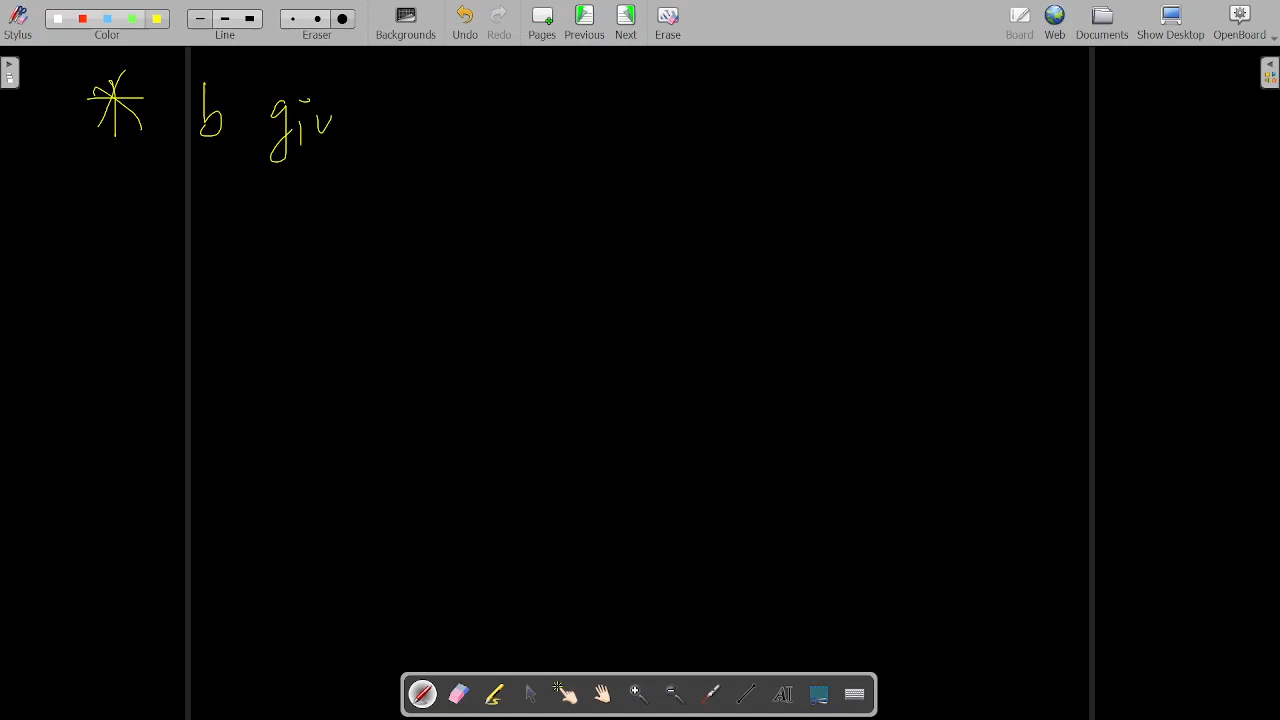 Stylus Color Line Eraser Backgrounds Undo Redo Pages Previous Next Erase Board Web Documents Show Desktop OpenBoard
* b giv